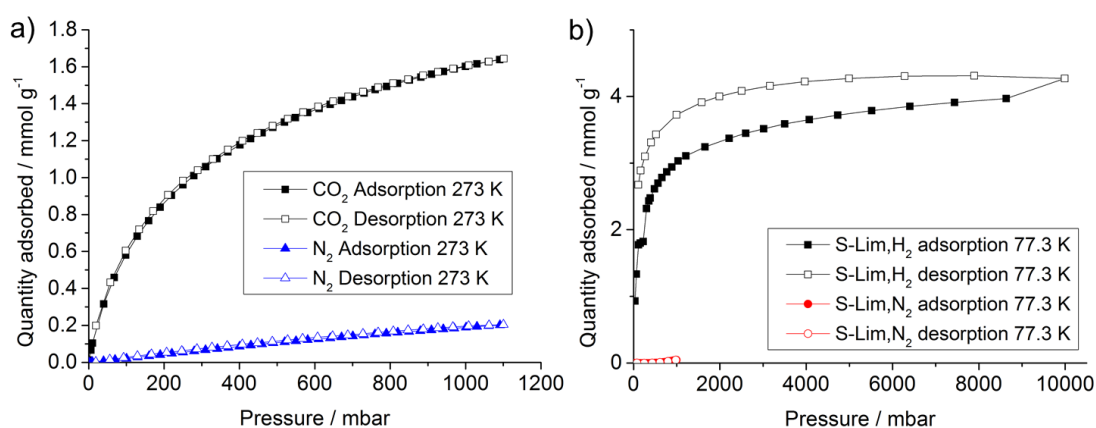 a)
Quantity adsorbed / mmol g⁻¹
1.8
1.6
1.4
1.2
1.0
0.8
0.6
0.4
0.2
0.0
CO₂ Adsorption 273 K
CO₂ Desorption 273 K
N₂ Adsorption 273 K
N₂ Desorption 273 K
0 200 400 600 800 1000 1200
Pressure / mbar
b)
Quantity adsorbed / mmol g⁻¹
4
2
0
S-Lim,H₂ adsorption 77.3 K
S-Lim,H₂ desorption 77.3 K
S-Lim,N₂ adsorption 77.3 K
S-Lim,N₂ desorption 77.3 K
0 2000 4000 6000 8000 10000
Pressure / mbar